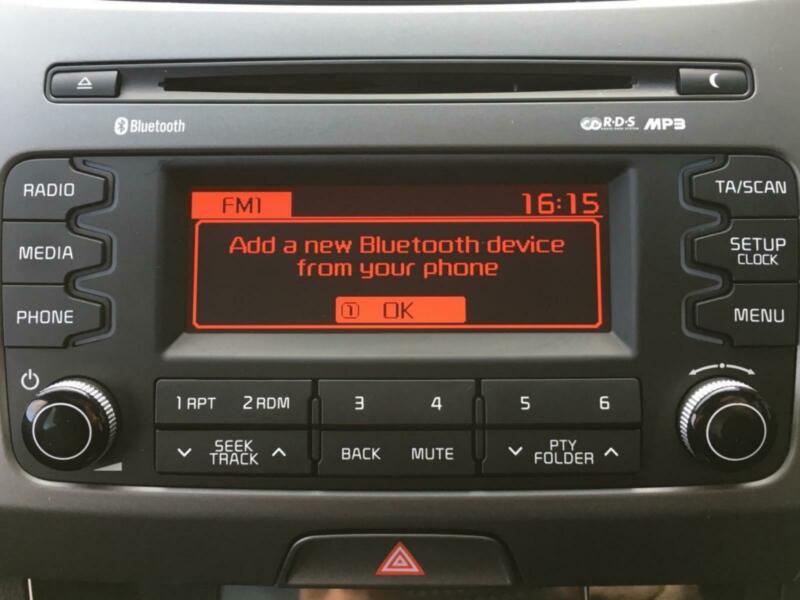 Bluetooth
R·D·S
MP3
RADIO
MEDIA
PHONE
FM1
16:15
Add a new Bluetooth device
from your phone
1 OK
TA/SCAN
SETUP
CLOCK
MENU
1 RPT
2 RDM
3
4
5
6
SEEK
TRACK
BACK
MUTE
PTY
FOLDER